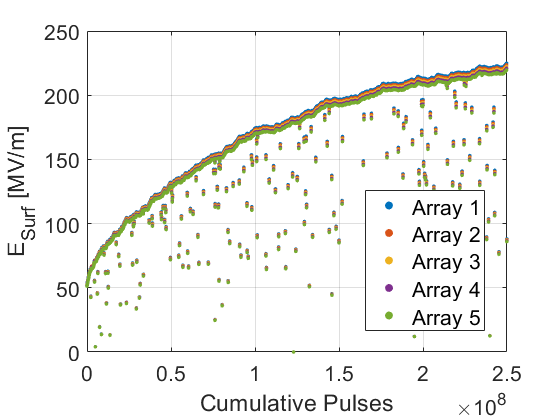 250
200
150
100
50
0
E_Surf [MV/m]
Array 1
Array 2
Array 3
Array 4
Array 5
0 0.5 1 1.5 2 2.5
Cumulative Pulses
×10^8